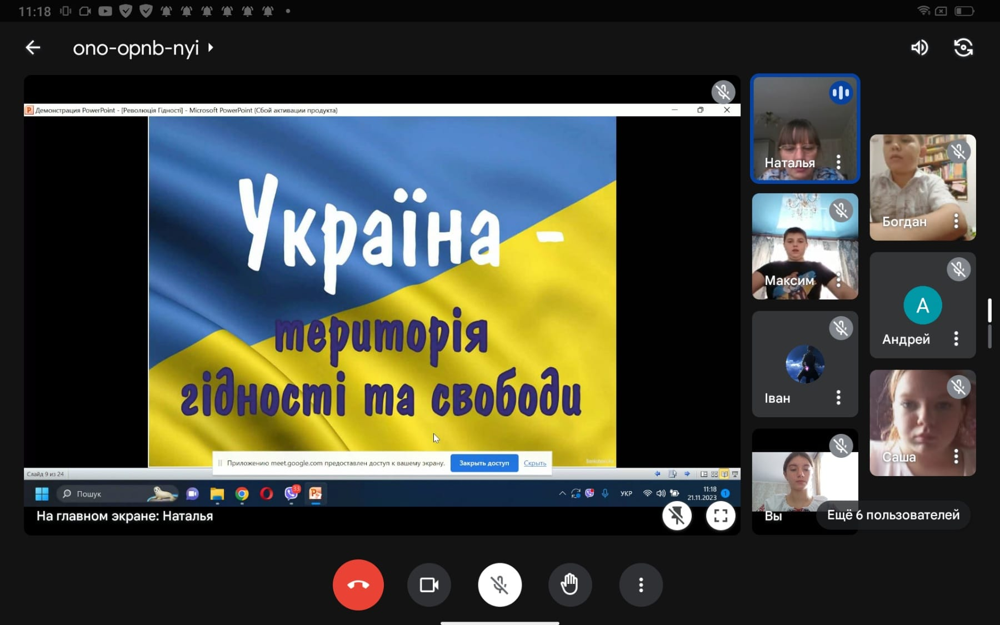 11:18
ono-opnb-nyi
Демонстрация PowerPoint - [Революція Гідності] - Microsoft PowerPoint (Сбой активации продукта)
Україна -
територія
гідності та свободи
Приложению meet.google.com предоставлен доступ к вашему экрану.
Закрыть доступ
Скрыть
Слайд 9 из 24
Пошук
33
УКР
11:18
21.11.2023
1
На главном экране: Наталья
Наталья
Богдан
Максим
А
Андрей
Іван
Саша
Вы
Ещё 6 пользователей